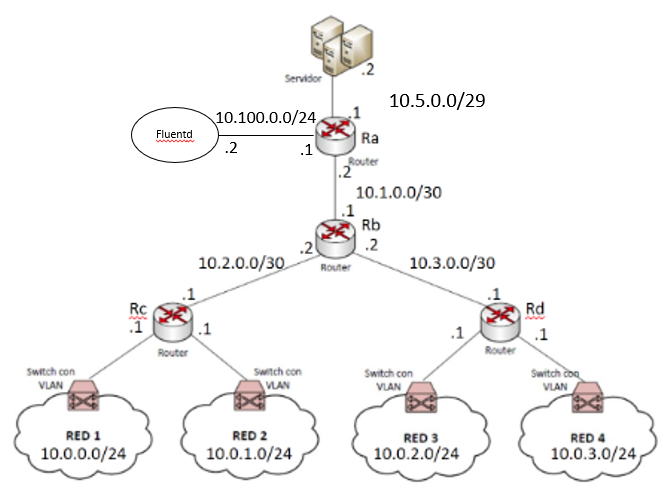 .2
Servidor
10.5.0.0/29
.1
10.100.0.0/24
Fluentd
.2
.1
Ra
Router
.2
10.1.0.0/30
.1
Rb
.2
.2
Router
10.2.0.0/30
10.3.0.0/30
.1
.1
Rc
Rd
.1
.1
.1
.1
Router
Router
Switch con
VLAN
Switch con
VLAN
Switch con
VLAN
Switch con
VLAN
RED 1
10.0.0.0/24
RED 2
10.0.1.0/24
RED 3
10.0.2.0/24
RED 4
10.0.3.0/24